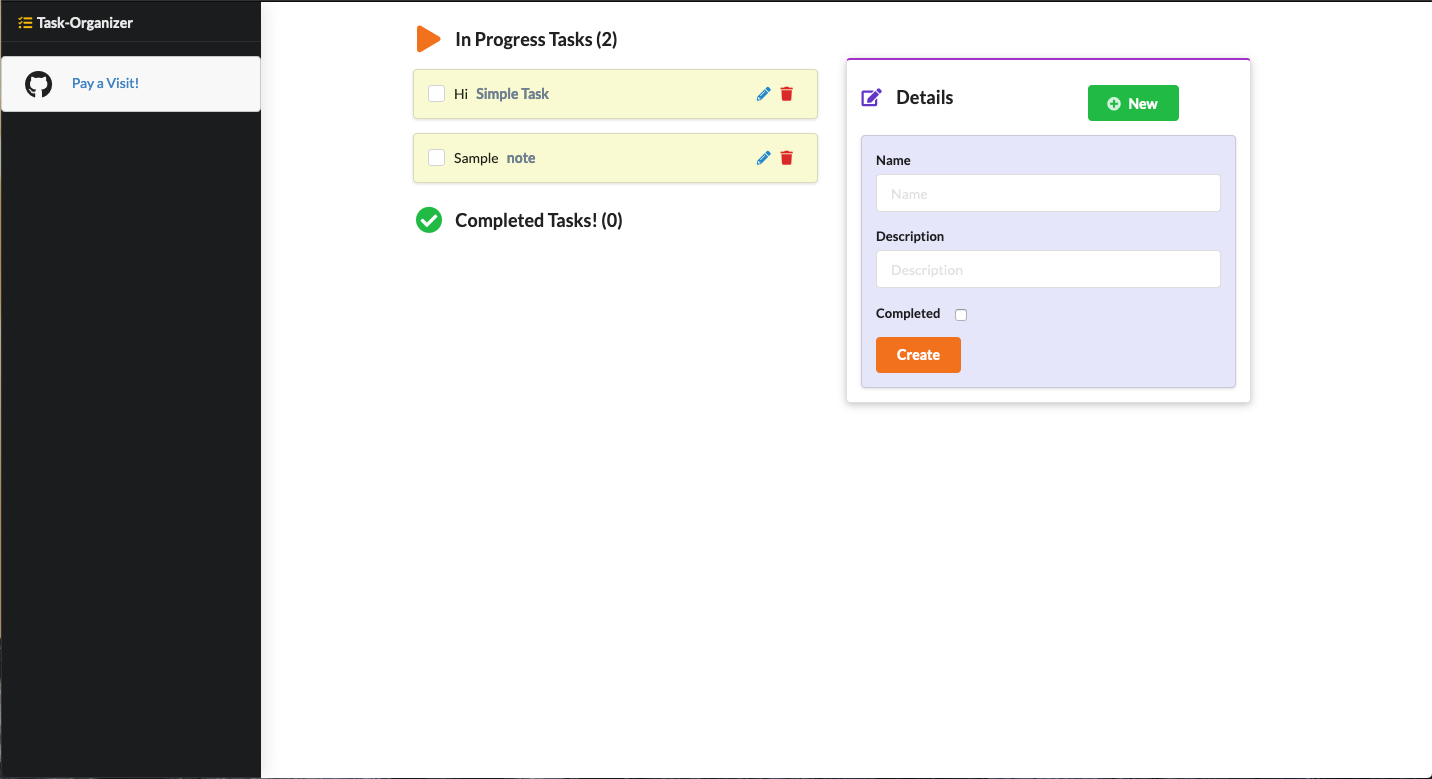 Task-Organizer
Pay a Visit!
In Progress Tasks (2)
Hi Simple Task
Sample note
Completed Tasks! (0)
Details
New
Name
Name
Description
Description
Completed
Create